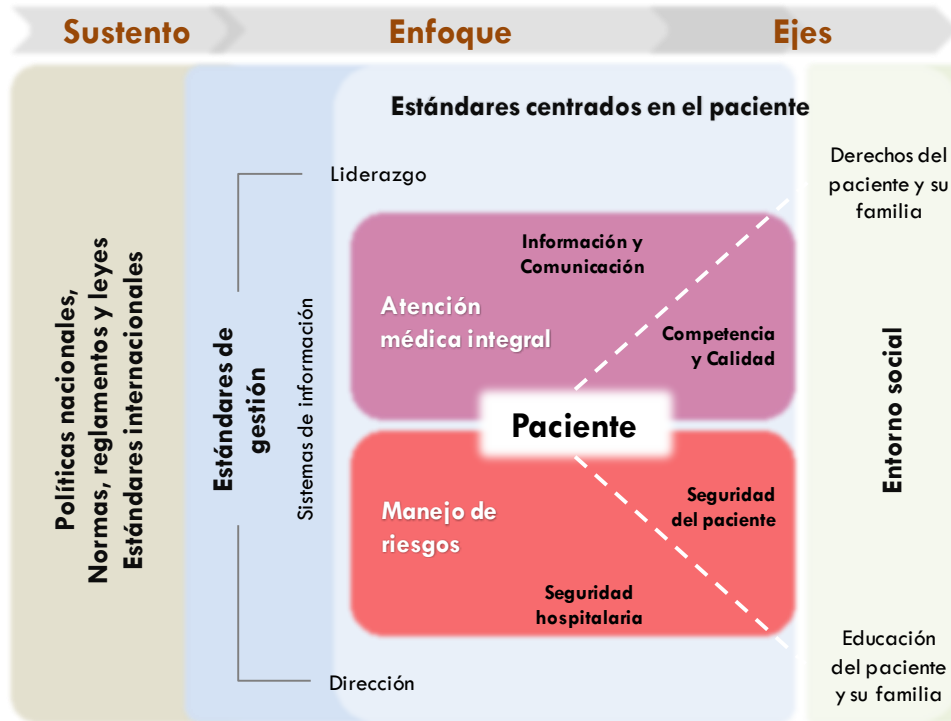 Sustento
Enfoque
Ejes
Políticas nacionales,
Normas, reglamentos y leyes
Estándares internacionales
Estándares de
gestión
Liderazgo
Sistemas de información
Dirección
Estándares centrados en el paciente
Información y
Comunicación
Atención
médica integral
Competencia
y Calidad
Paciente
Manejo de
riesgos
Seguridad
del paciente
Seguridad
hospitalaria
Derechos del
paciente y su
familia
Entorno social
Educación
del paciente
y su familia